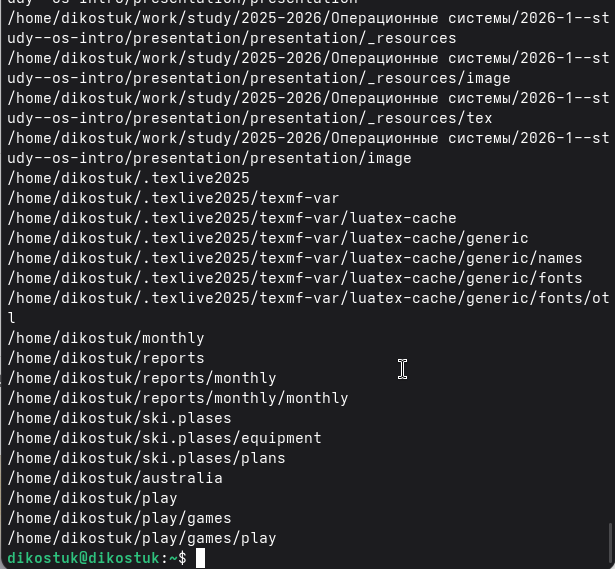 udy--os-intro/presentation/presentation
/home/dikostuk/work/study/2025-2026/Операционные системы/2026-1--st
udy--os-intro/presentation/presentation/_resources
/home/dikostuk/work/study/2025-2026/Операционные системы/2026-1--st
udy--os-intro/presentation/presentation/_resources/image
/home/dikostuk/work/study/2025-2026/Операционные системы/2026-1--st
udy--os-intro/presentation/presentation/_resources/tex
/home/dikostuk/work/study/2025-2026/Операционные системы/2026-1--st
udy--os-intro/presentation/presentation/image
/home/dikostuk/.texlive2025
/home/dikostuk/.texlive2025/texmf-var
/home/dikostuk/.texlive2025/texmf-var/luatex-cache
/home/dikostuk/.texlive2025/texmf-var/luatex-cache/generic
/home/dikostuk/.texlive2025/texmf-var/luatex-cache/generic/names
/home/dikostuk/.texlive2025/texmf-var/luatex-cache/generic/fonts
/home/dikostuk/.texlive2025/texmf-var/luatex-cache/generic/fonts/ot
l
/home/dikostuk/monthly
/home/dikostuk/reports
/home/dikostuk/reports/monthly
/home/dikostuk/reports/monthly/monthly
/home/dikostuk/ski.plases
/home/dikostuk/ski.plases/equipment
/home/dikostuk/ski.plases/plans
/home/dikostuk/australia
/home/dikostuk/play
/home/dikostuk/play/games
/home/dikostuk/play/games/play
dikostuk@dikostuk:~$